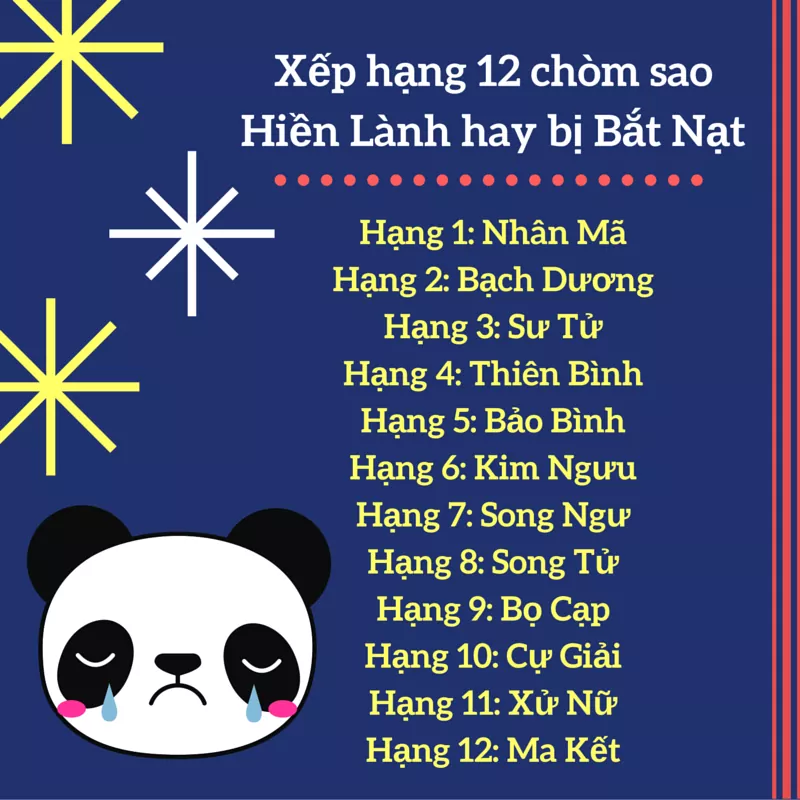 Xếp hạng 12 chòm sao
Hiền Lành hay bị Bắt Nạt
Hạng 1: Nhân Mã
Hạng 2: Bạch Dương
Hạng 3: Sư Tử
Hạng 4: Thiên Bình
Hạng 5: Bảo Bình
Hạng 6: Kim Ngưu
Hạng 7: Song Ngư
Hạng 8: Song Tử
Hạng 9: Bọ Cạp
Hạng 10: Cự Giải
Hạng 11: Xử Nữ
Hạng 12: Ma Kết